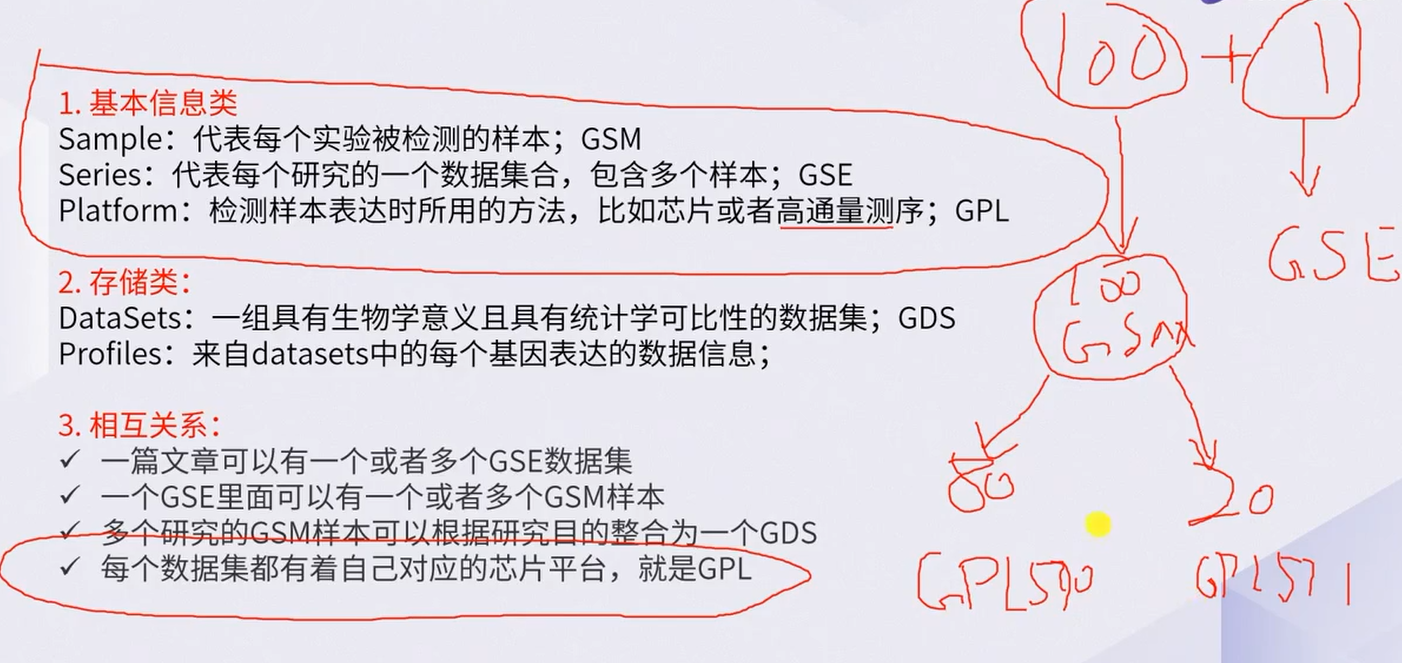 1. 基本信息类
Sample：代表每个实验被检测的样本；GSM
Series：代表每个研究的一个数据集合，包含多个样本；GSE
Platform：检测样本表达时所用的方法，比如芯片或者高通量测序；GPL
2. 存储类：
DataSets：一组具有生物学意义且具有统计学可比性的数据集；GDS
Profiles：来自datasets中的每个基因表达的数据信息；
3. 相互关系：
✓ 一篇文章可以有一个或者多个GSE数据集
✓ 一个GSE里面可以有一个或者多个GSM样本
✓ 多个研究的GSM样本可以根据研究目的整合为一个GDS
✓ 每个数据集都有着自己对应的芯片平台，就是GPL
100 + 1
GSE
100
GSM
80 20
GPL570 GPL571